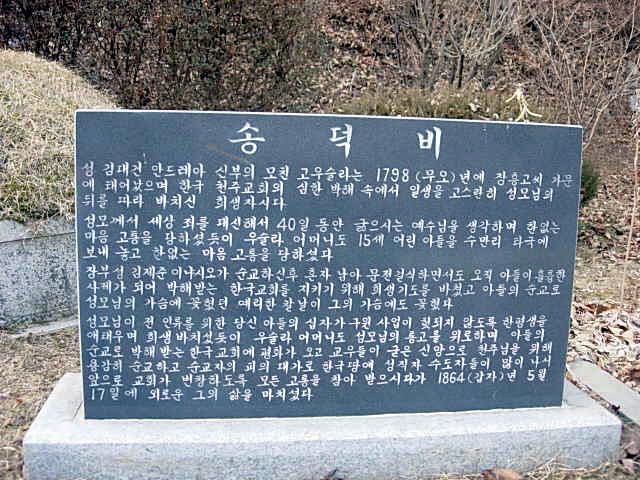 송덕비
성 김대건 안드레아 신부의 모친 고우술라는 1798(무오)년에 장흥고씨 가문
에 태어났으며 한국 천주교회의 심한 박해 속에서 일생을 고스란히 성모님의
뒤를 따라 바치신 희생자시다
성모께서 세상 죄를 대신해서 40일 동안 굶으시는 예수님을 생각하며 한없는
마음 고통을 당하셨듯이 우술라 어머니도 15세 어린 아들을 수만리 타국에
보내 놓고 한없는 마음 고통을 당하셨다
장부성 김제준 이냐시오가 순교하신후 혼자 남아 문전걸식하면서도 오직 아들이 훌륭한
사제가 되어 박해받는 한국교회를 지키기 위해 희생기도를 바쳤고 아들의 순교로
성모님의 가슴에 꽂혔던 예리한 칼날이 그의 가슴에도 꽂혔다
성모님이 전 인류를 위한 당신 아들의 십자가 구원 사업이 헛되지 않도록 한평생을
애태우며 희생 바치셨듯이 우술라 어머니도 성모님의 통고를 위로하며 아들의
순교로 박해 받는 한국교회에 평화가 오고 교우들이 굳은 신앙으로 천주님을 위해
용감히 순교하고 순교자의 피의 대가로 한국땅에 성직자 수도자들이 많이 나서
앞으로 교회가 번창하도록 모든 고통을 참아 받으시다가 1864(갑자)년 5월
17일에 외로운 그의 삶을 마치셨다